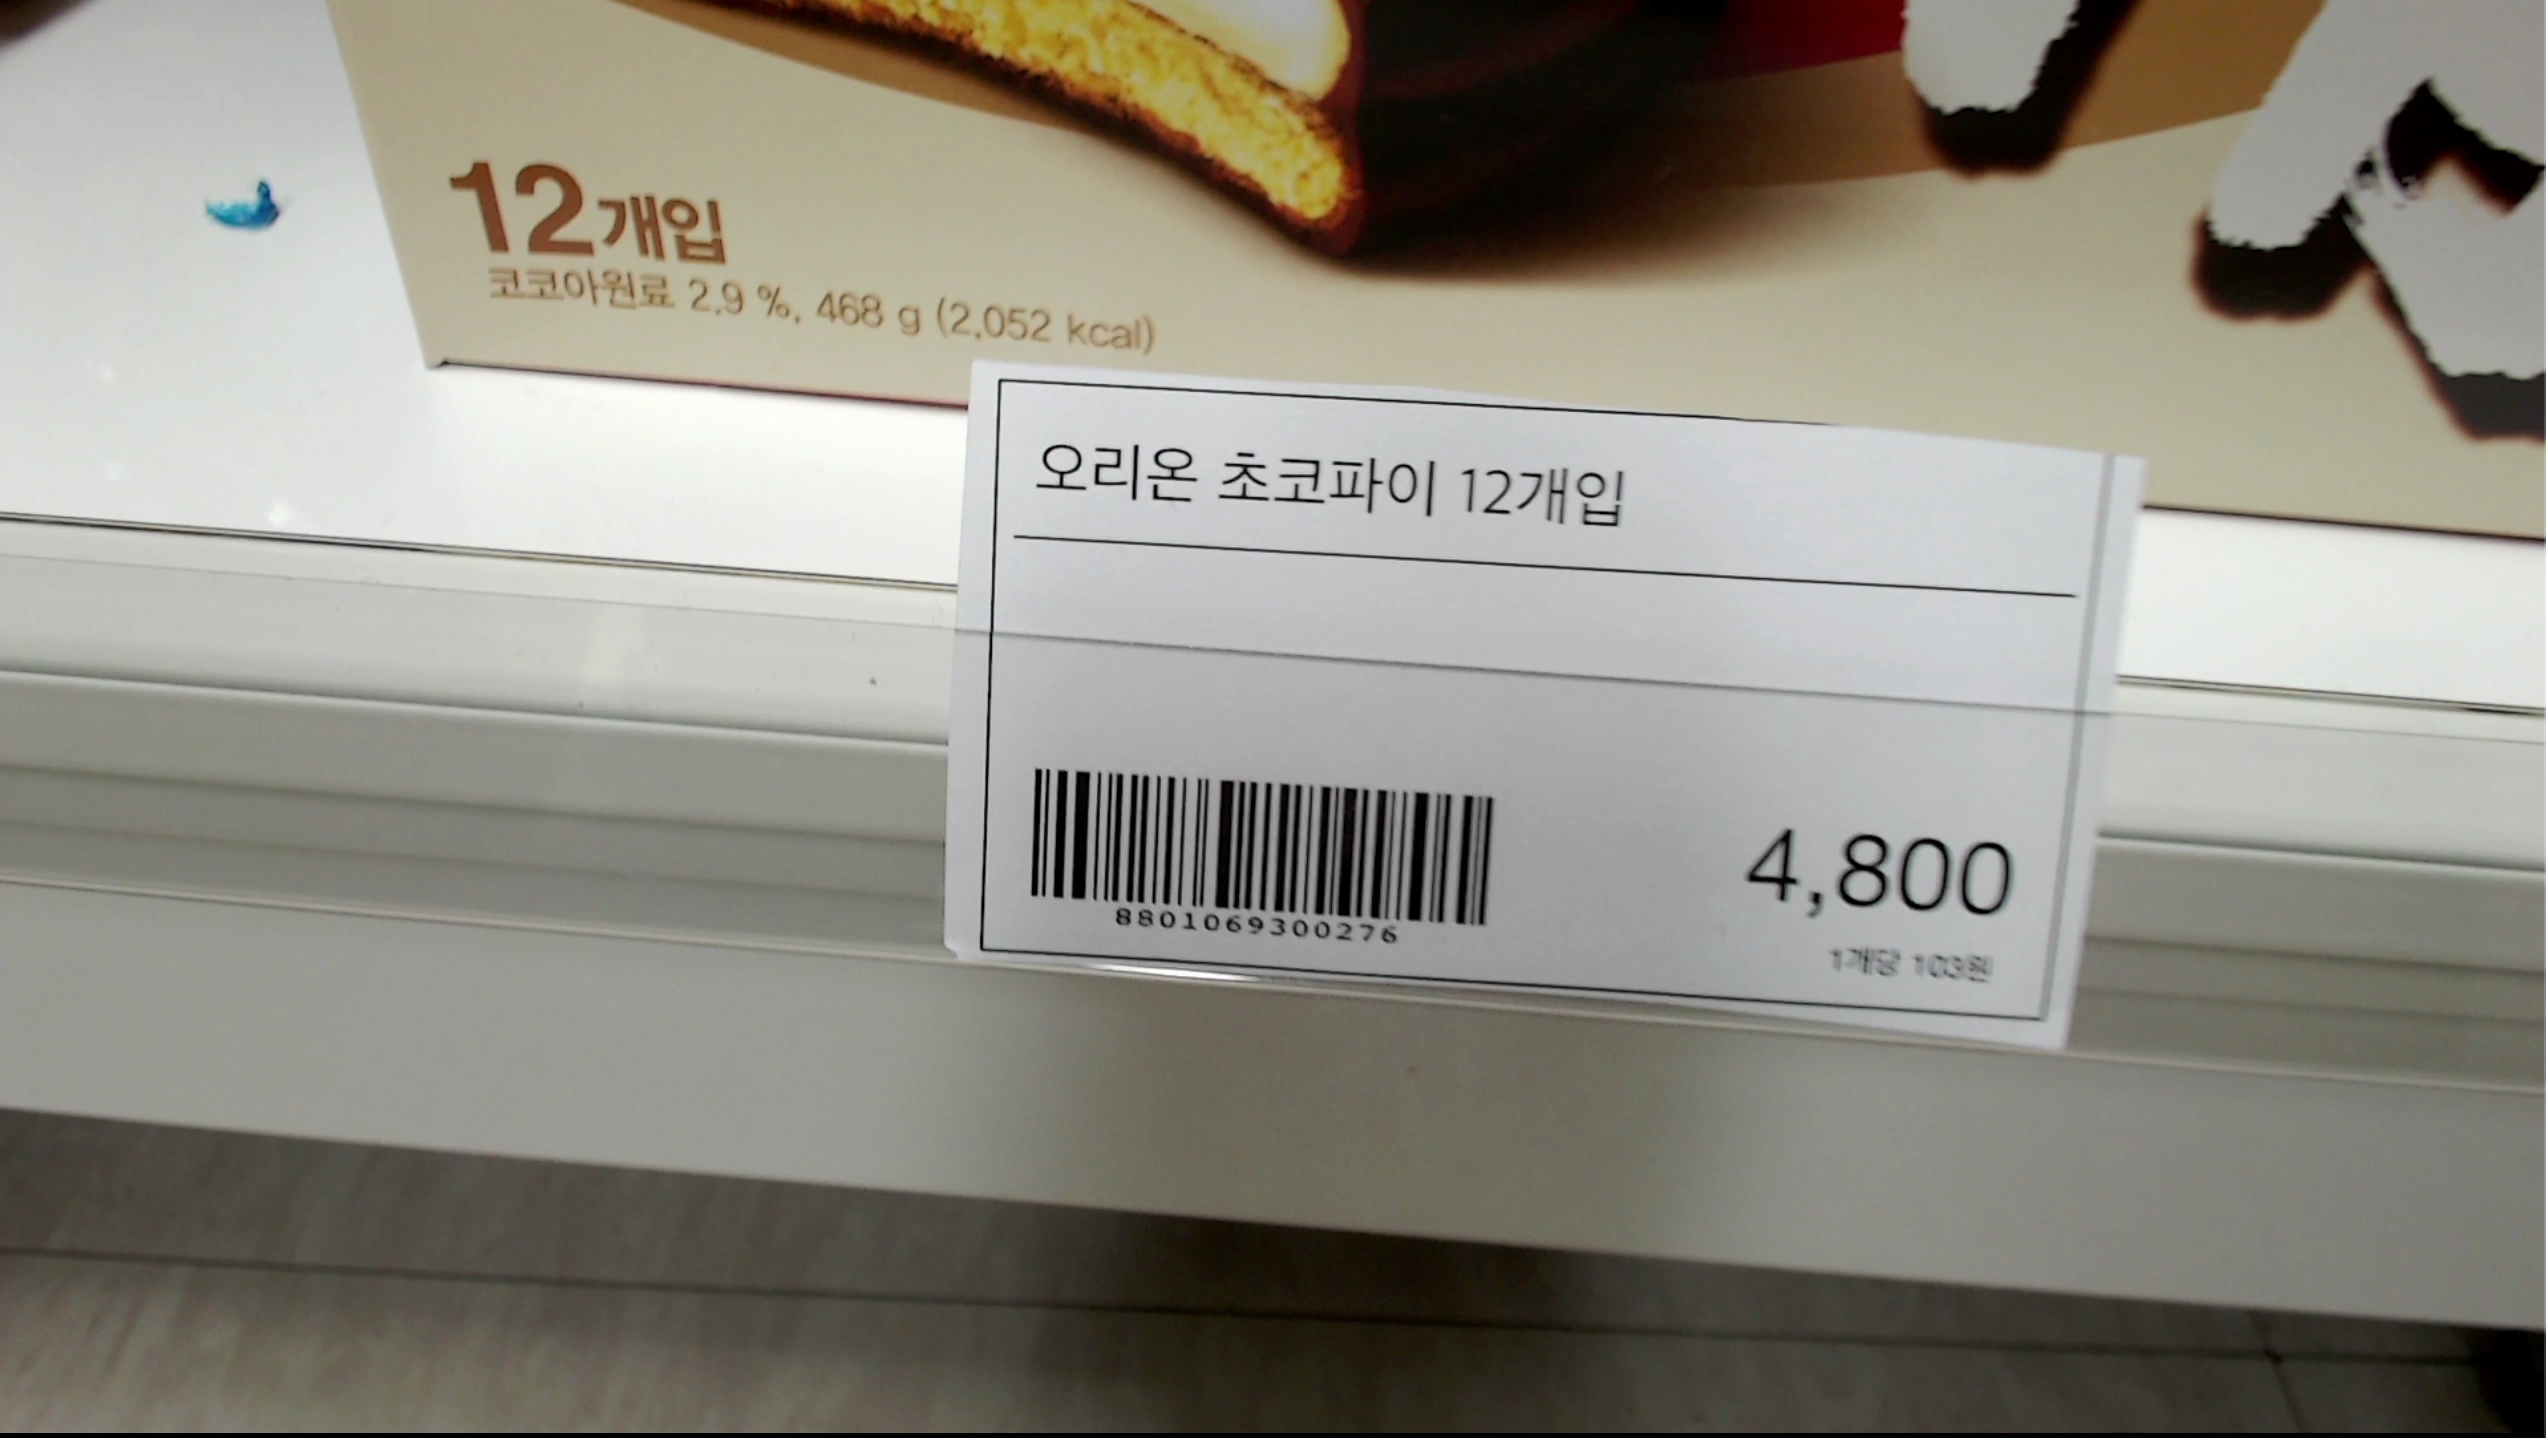 12개입
코코아원료 2.9 %, 468 g (2,052 kcal)
오리온 초코파이 12개입
8801069300276
4,800
1개당 103원